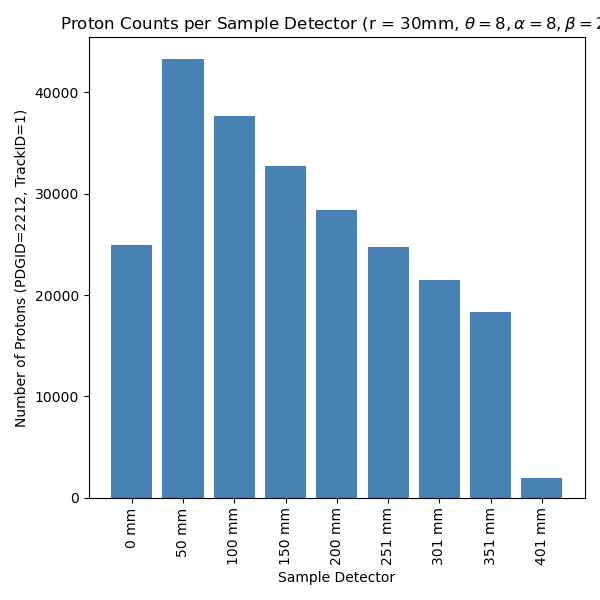 Proton Counts per Sample Detector (r = 30mm, θ = 8, α = 8, β = 2
Number of Protons (PDGID=2212, TrackID=1)
40000
30000
20000
10000
0
0 mm
50 mm
100 mm
150 mm
200 mm
251 mm
301 mm
351 mm
401 mm
Sample Detector